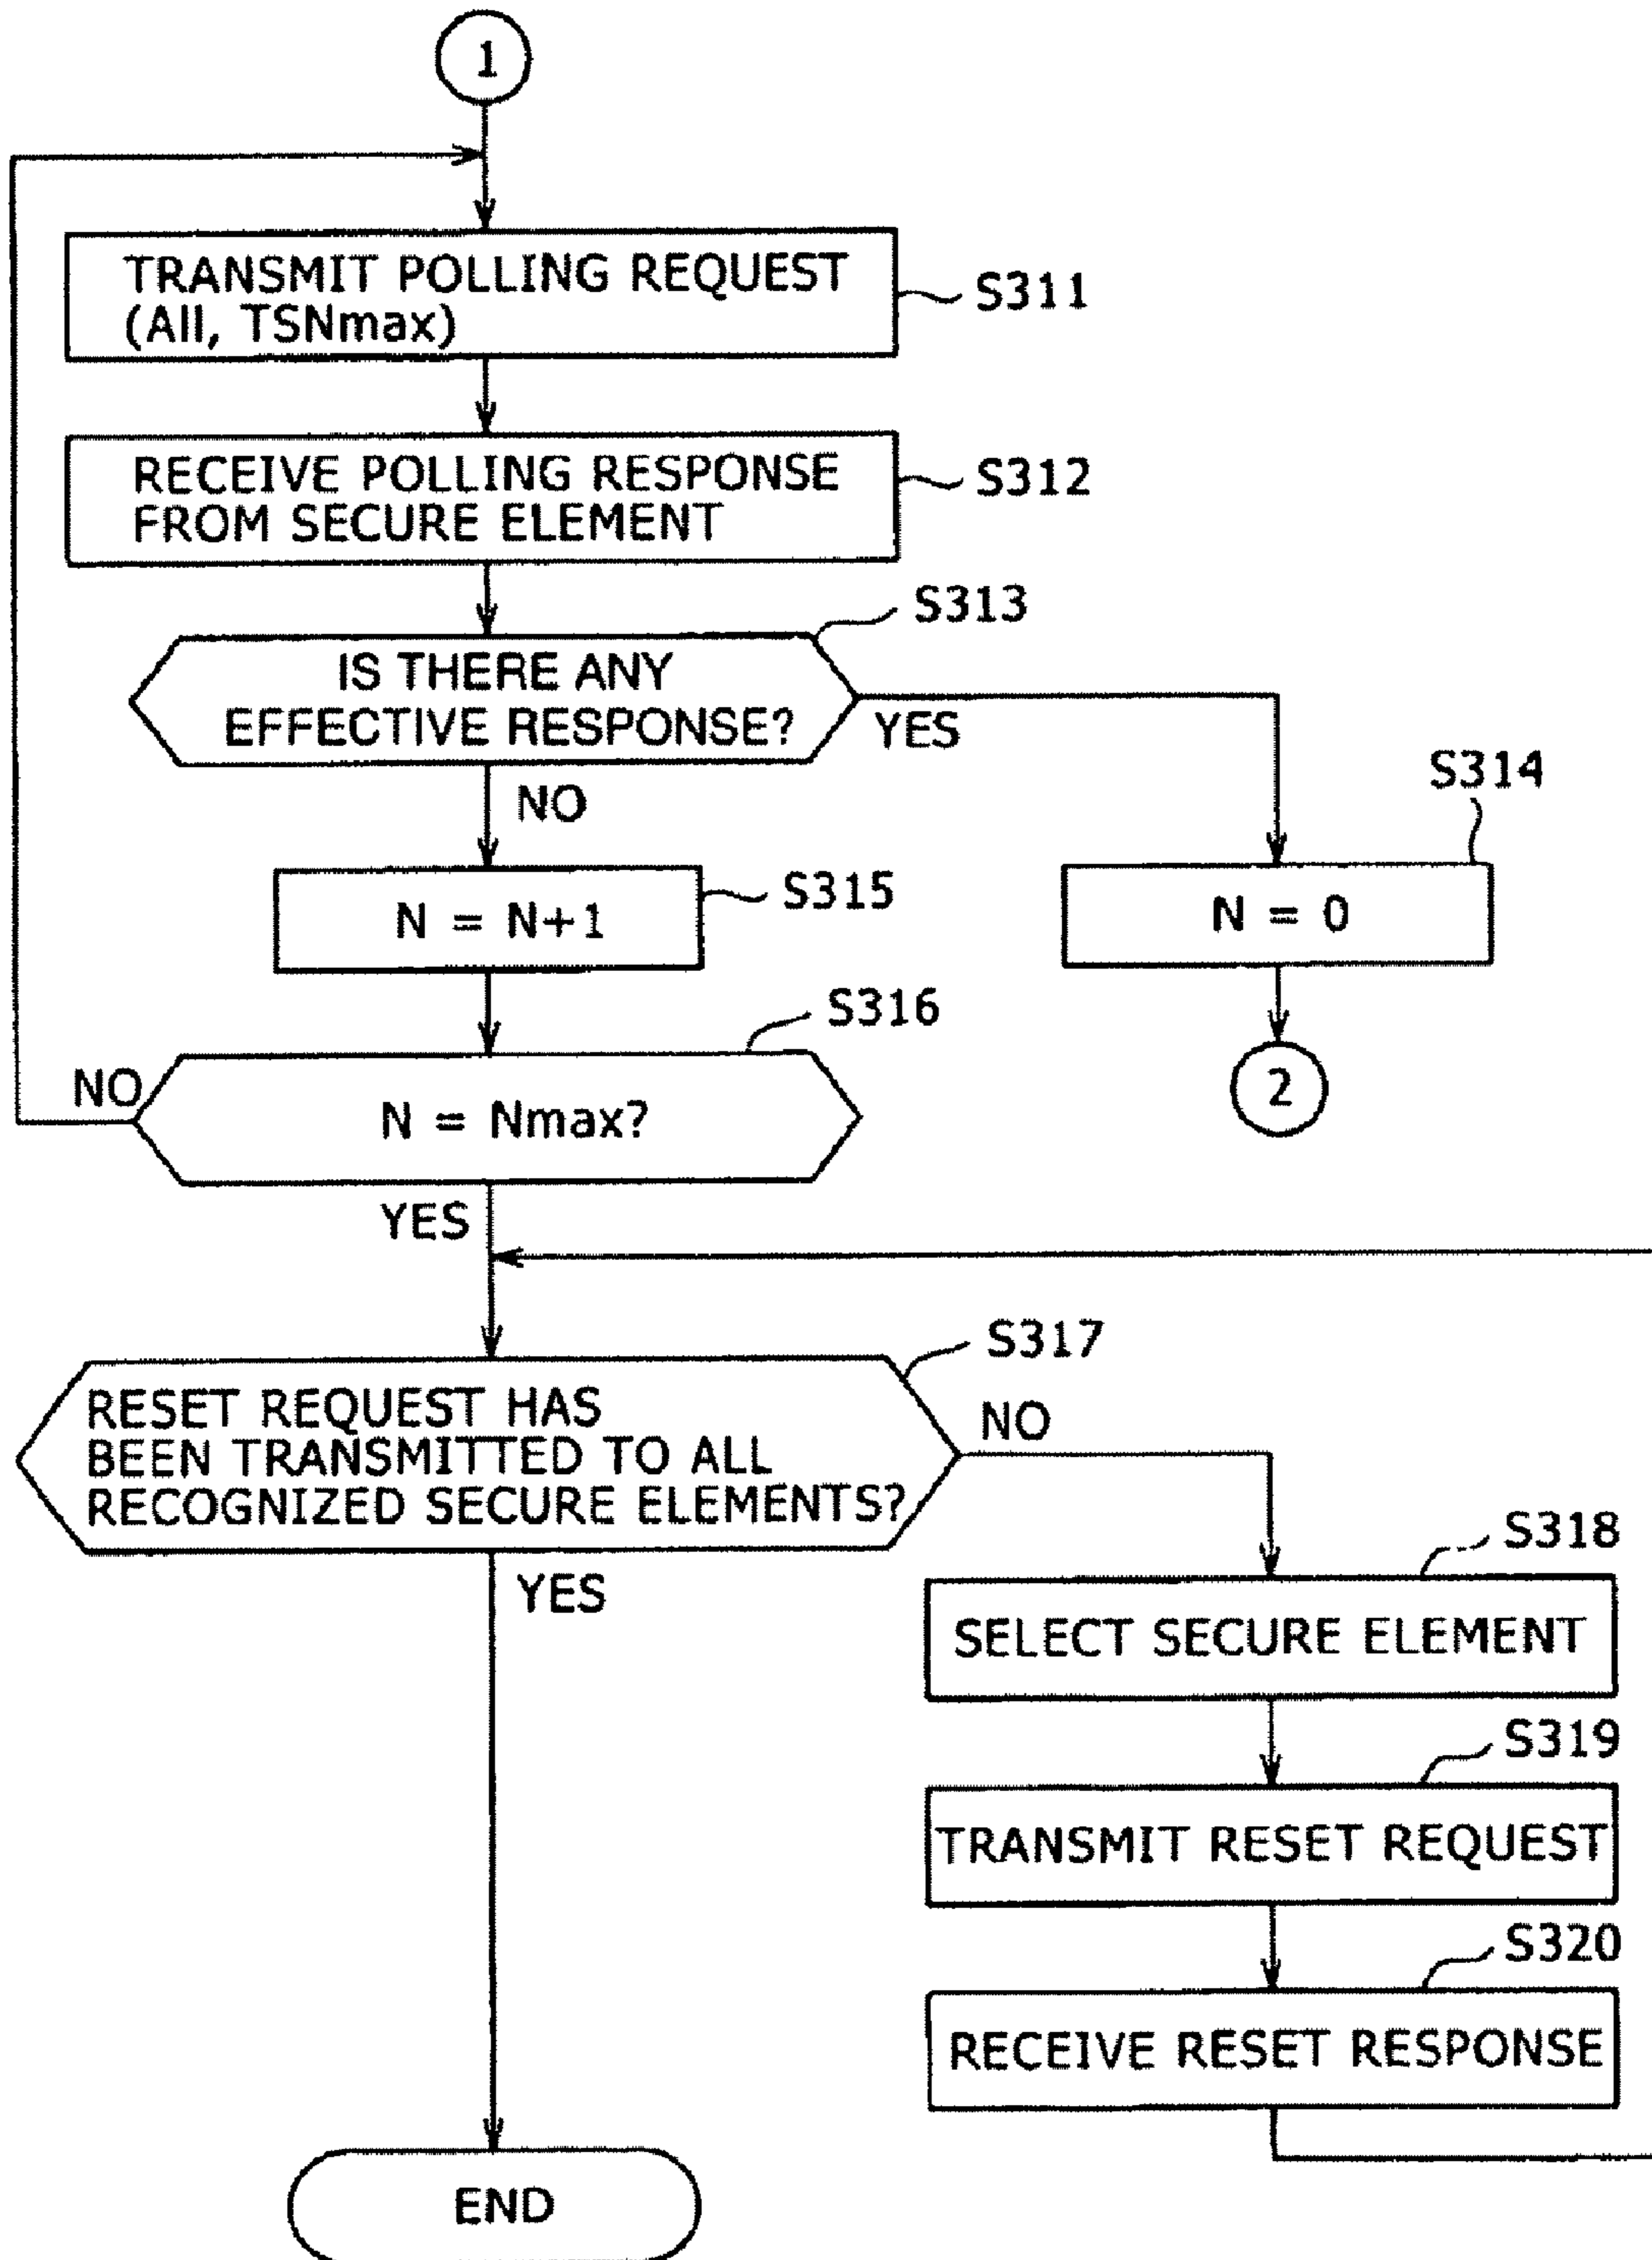 1
TRANSMIT POLLING REQUEST
(All, TSNmax)
S311
RECEIVE POLLING RESPONSE
FROM SECURE ELEMENT
S312
S313
IS THERE ANY
EFFECTIVE RESPONSE?
YES
NO
S314
N = 0
2
S315
N = N+1
S316
NO
N = Nmax?
YES
S317
RESET REQUEST HAS
BEEN TRANSMITTED TO ALL
RECOGNIZED SECURE ELEMENTS?
NO
YES
S318
SELECT SECURE ELEMENT
S319
TRANSMIT RESET REQUEST
S320
RECEIVE RESET RESPONSE
END